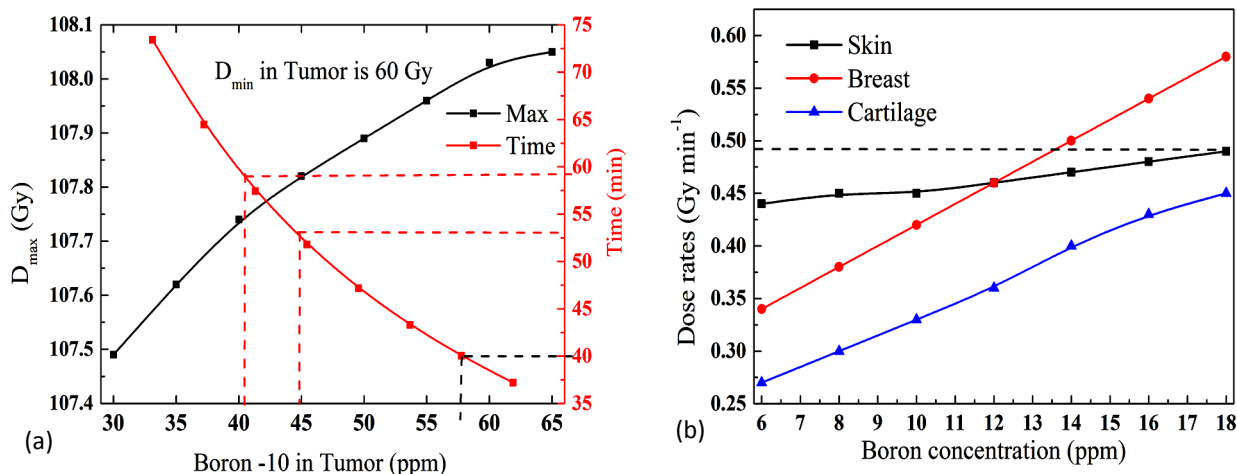 108.1
108.0
107.9
107.8
107.7
107.6
107.5
107.4
D_max (Gy)
D_min in Tumor is 60 Gy
Max
Time
75
70
65
60
55
50
45
40
35
Time (min)
30 35 40 45 50 55 60 65
Boron -10 in Tumor (ppm)
(a)
0.60
0.55
0.50
0.45
0.40
0.35
0.30
0.25
Dose rates (Gy min⁻¹)
Skin
Breast
Cartilage
6 7 8 9 10 11 12 13 14 15 16 17 18
Boron concentration (ppm)
(b)